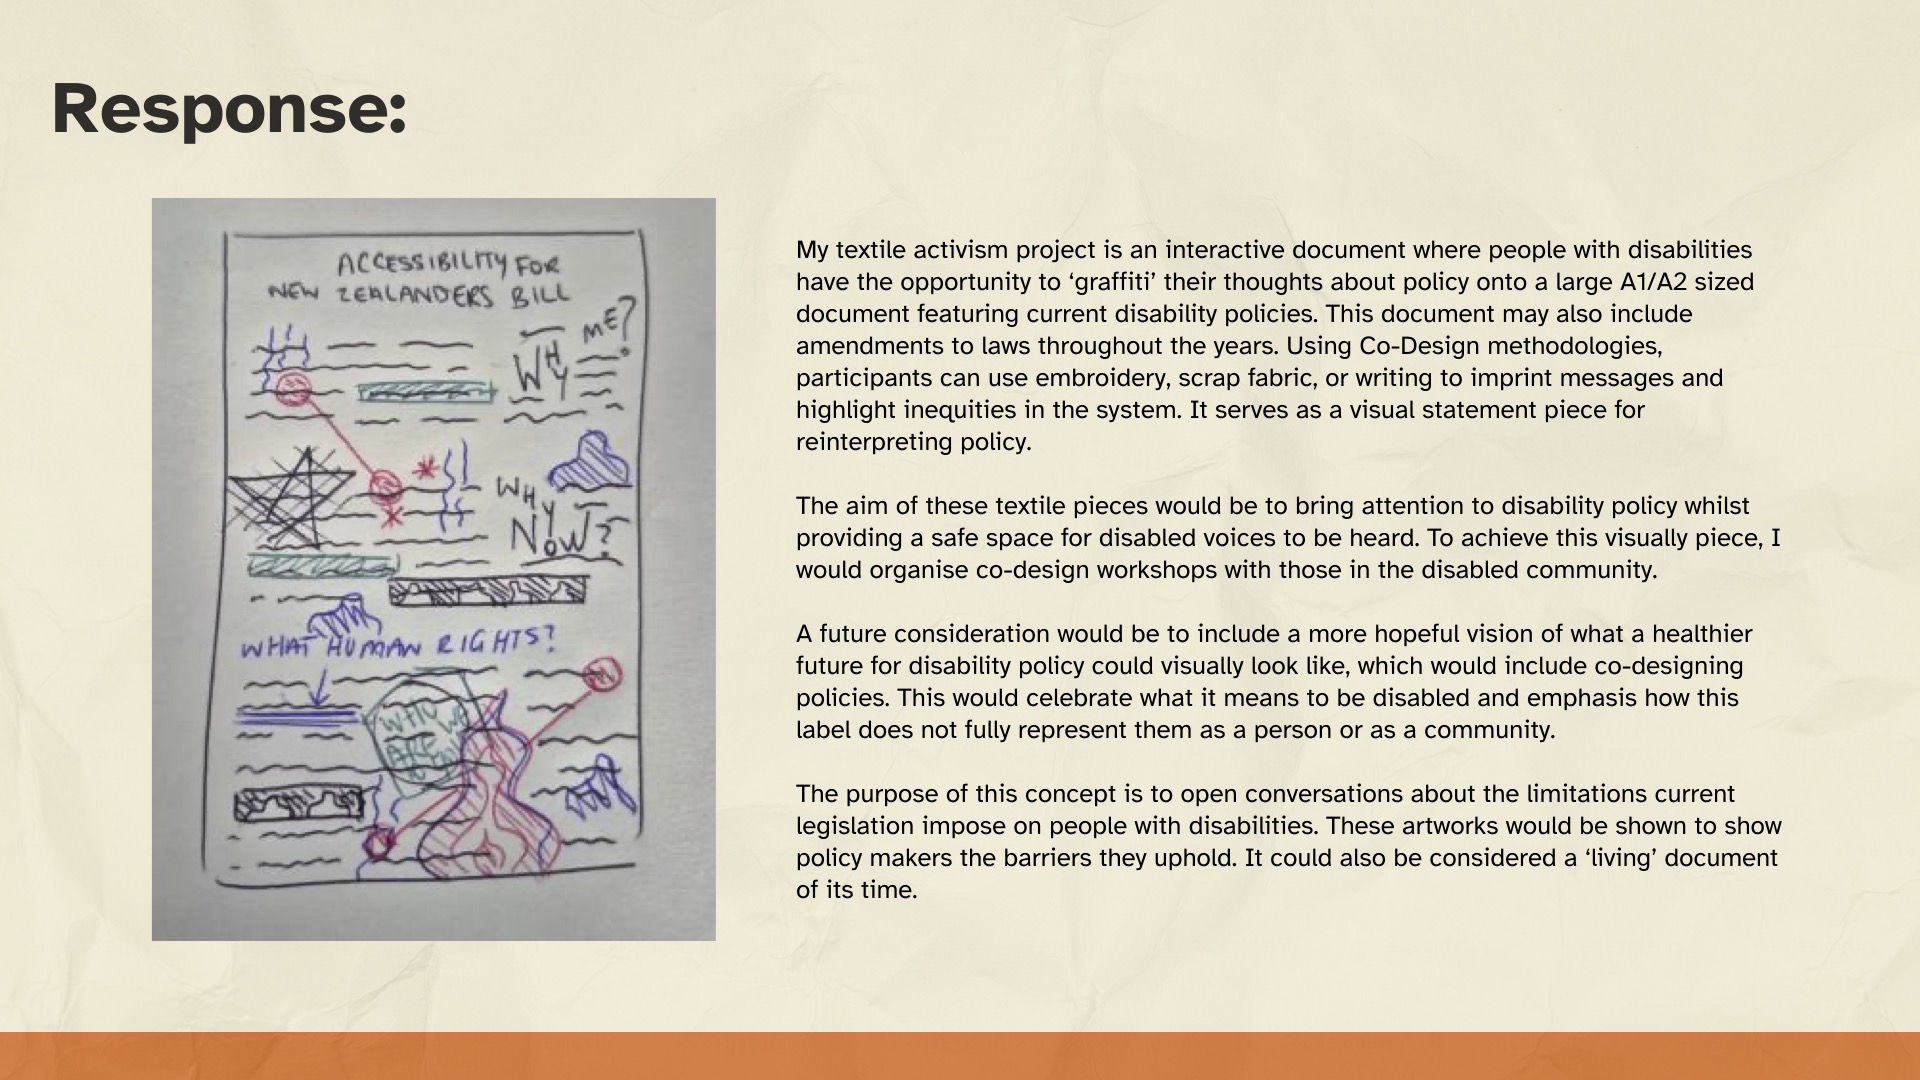 Response:
ACCESSIBILITY FOR
NEW ZEALANDERS BILL
WHY ME?
WHY
NOW?
WHAT HUMAN RIGHTS?
WHO
ARE
My textile activism project is an interactive document where people with disabilities
have the opportunity to ‘graffiti’ their thoughts about policy onto a large A1/A2 sized
document featuring current disability policies. This document may also include
amendments to laws throughout the years. Using Co-Design methodologies,
participants can use embroidery, scrap fabric, or writing to imprint messages and
highlight inequities in the system. It serves as a visual statement piece for
reinterpreting policy.
The aim of these textile pieces would be to bring attention to disability policy whilst
providing a safe space for disabled voices to be heard. To achieve this visually piece, I
would organise co-design workshops with those in the disabled community.
A future consideration would be to include a more hopeful vision of what a healthier
future for disability policy could visually look like, which would include co-designing
policies. This would celebrate what it means to be disabled and emphasis how this
label does not fully represent them as a person or as a community.
The purpose of this concept is to open conversations about the limitations current
legislation impose on people with disabilities. These artworks would be shown to show
policy makers the barriers they uphold. It could also be considered a ‘living’ document
of its time.